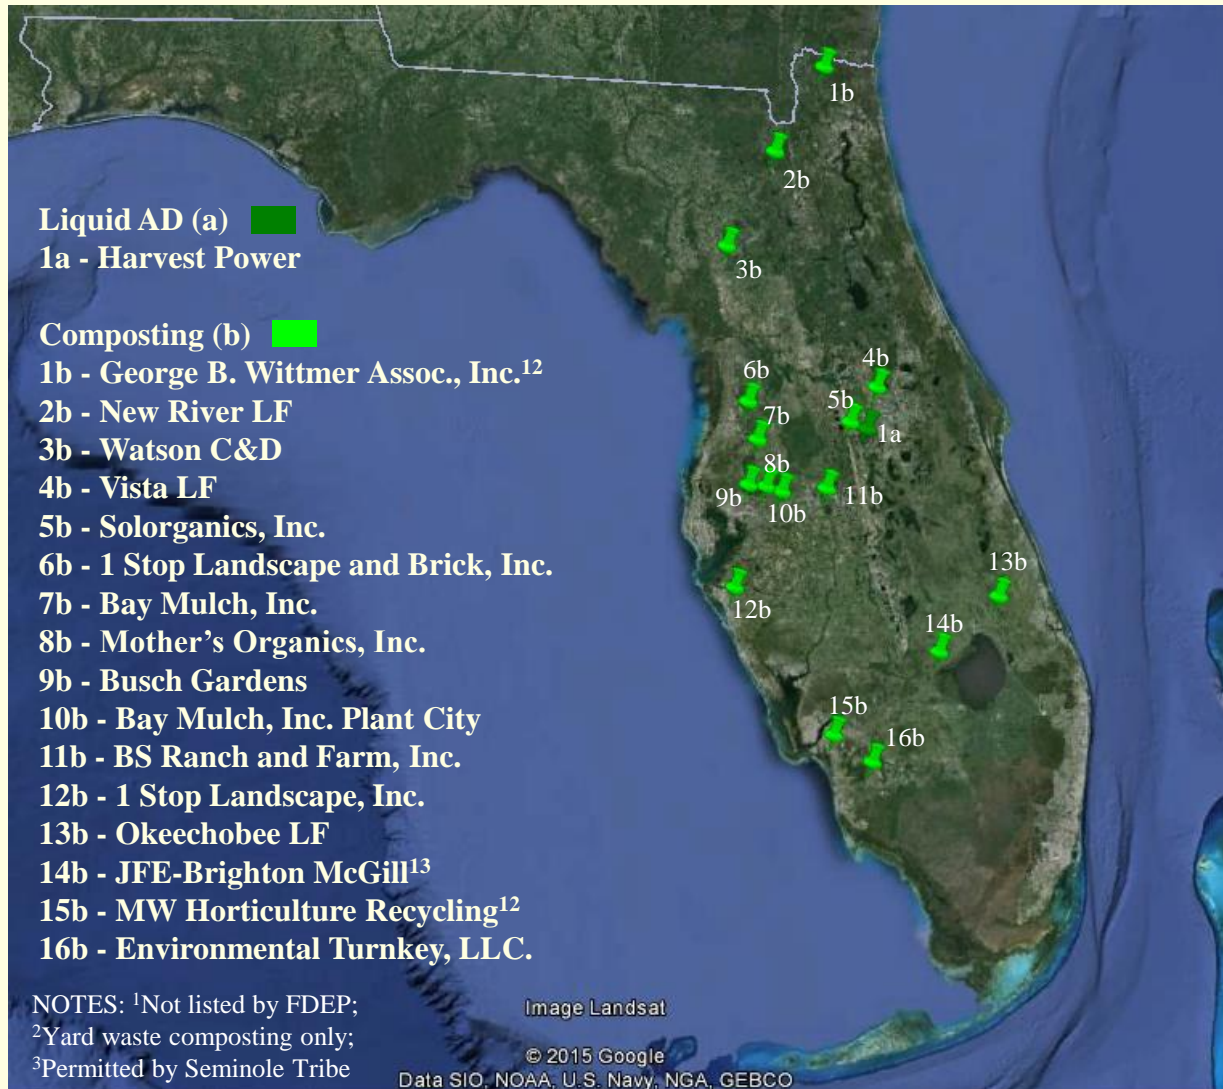 1b
2b
3b
4b
5b
1a
6b
7b
8b
9b
10b
11b
12b
13b
14b
15b
16b
Liquid AD (a)
1a - Harvest Power
Composting (b)
1b - George B. Wittmer Assoc., Inc.¹²
2b - New River LF
3b - Watson C&D
4b - Vista LF
5b - Solorganics, Inc.
6b - 1 Stop Landscape and Brick, Inc.
7b - Bay Mulch, Inc.
8b - Mother’s Organics, Inc.
9b - Busch Gardens
10b - Bay Mulch, Inc. Plant City
11b - BS Ranch and Farm, Inc.
12b - 1 Stop Landscape, Inc.
13b - Okeechobee LF
14b - JFE-Brighton McGill¹³
15b - MW Horticulture Recycling¹²
16b - Environmental Turnkey, LLC.
NOTES: ¹Not listed by FDEP;
²Yard waste composting only;
³Permitted by Seminole Tribe
Image Landsat
© 2015 Google
Data SIO, NOAA, U.S. Navy, NGA, GEBCO